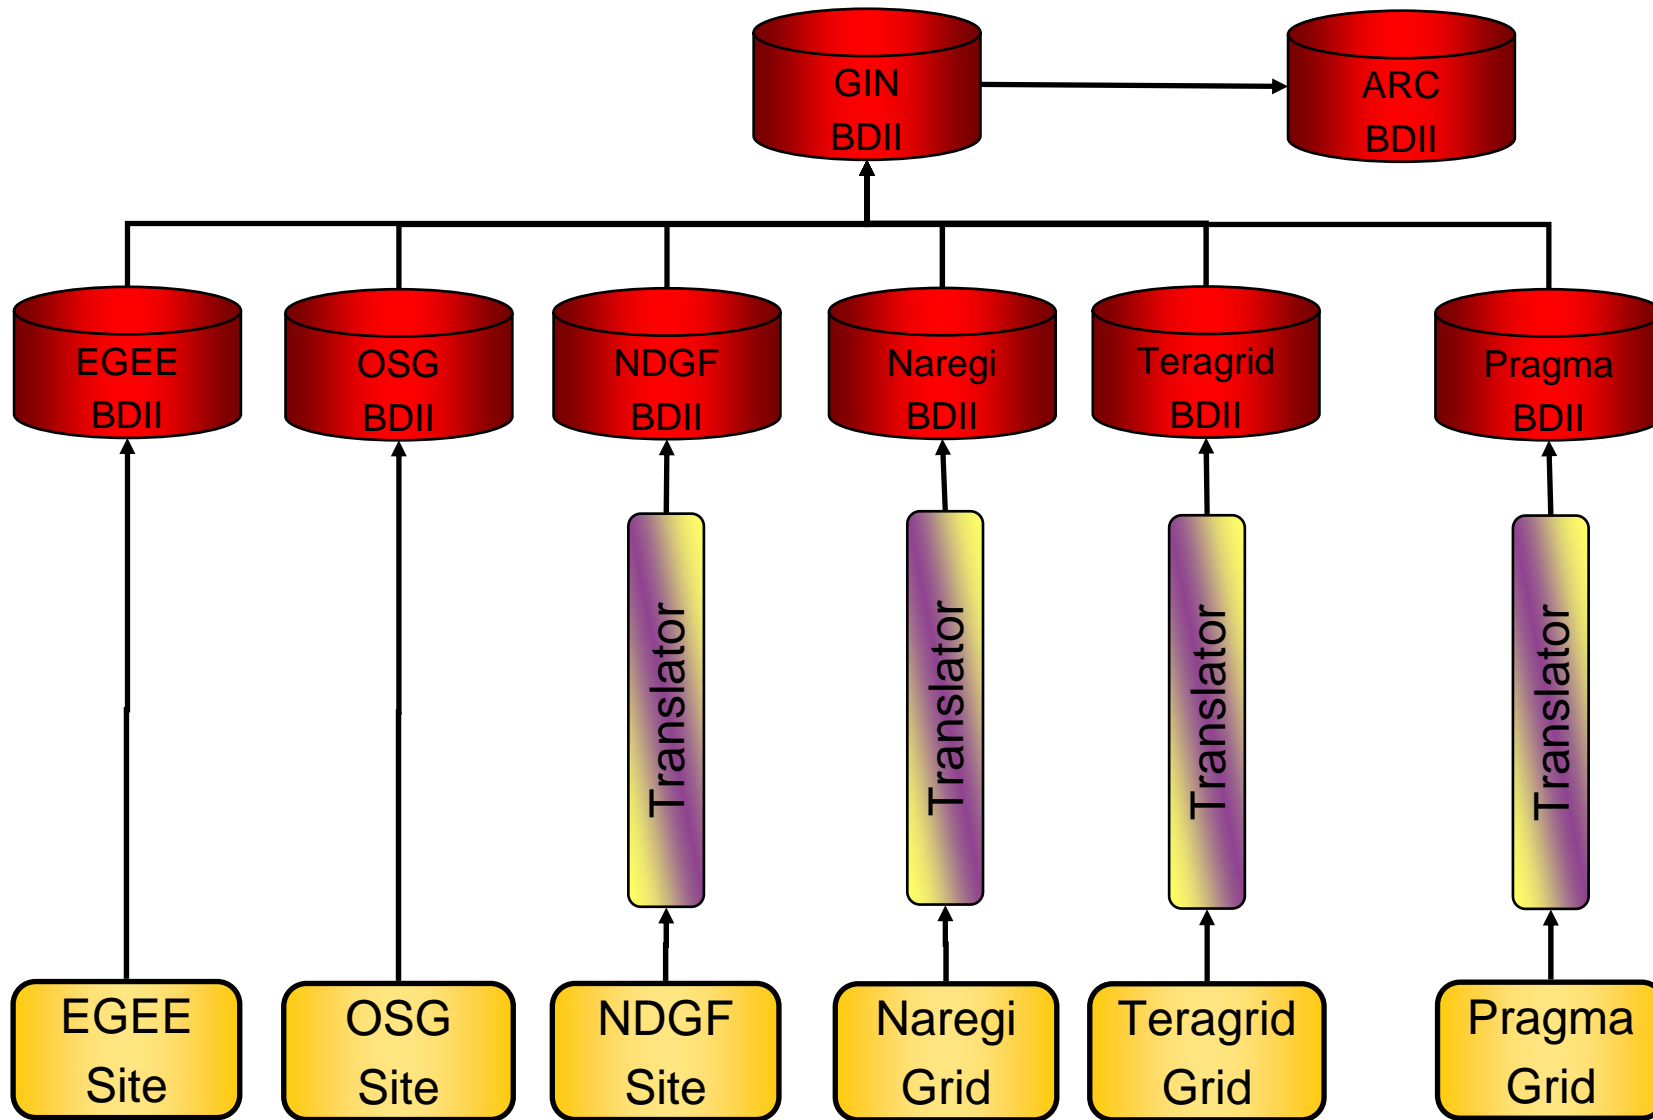 GIN
BDII
ARC
BDII
EGEE
BDII
OSG
BDII
NDGF
BDII
Naregi
BDII
Teragrid
BDII
Pragma
BDII
Translator
Translator
Translator
Translator
EGEE
Site
OSG
Site
NDGF
Site
Naregi
Grid
Teragrid
Grid
Pragma
Grid